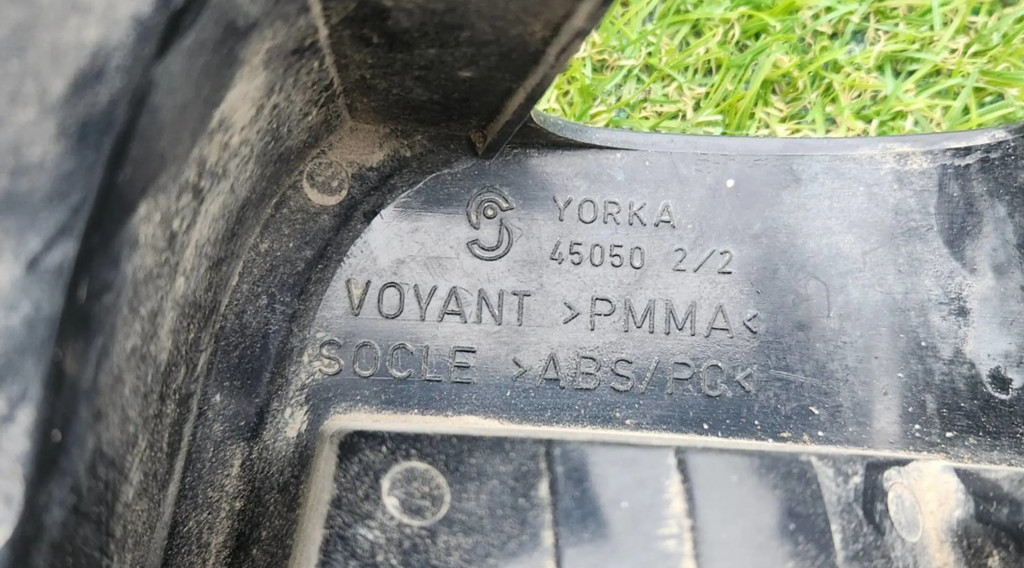 YORKA
45050 2/2
VOYANT >PMMA<
SOCLE >ABS/PC<